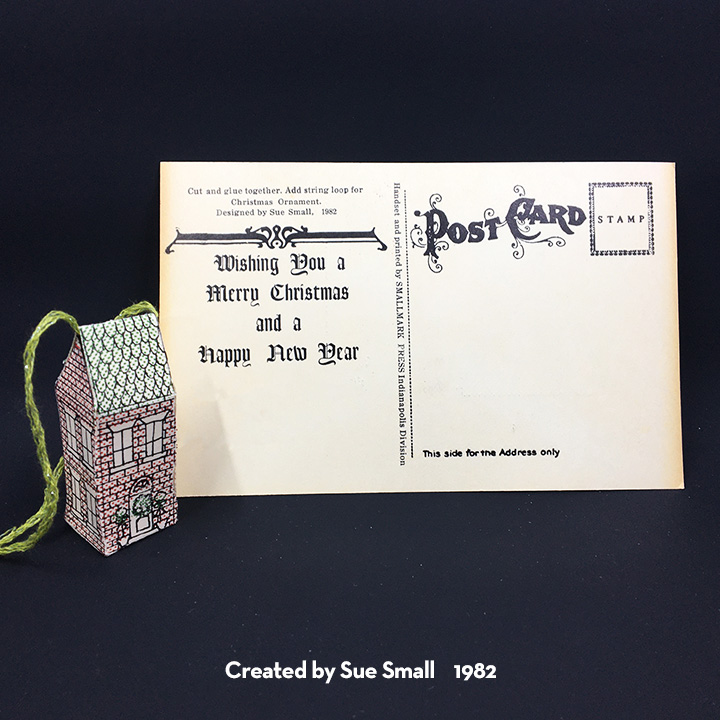 Cut and glue together. Add string loop for
Christmas Ornament.
Designed by Sue Small, 1982
Wishing You a
Merry Christmas
and a
Happy New Year
Handset and printed by SMALLMARK PRESS Indianapolis Division
POST CARD
STAMP
This side for the Address only
Created by Sue Small 1982